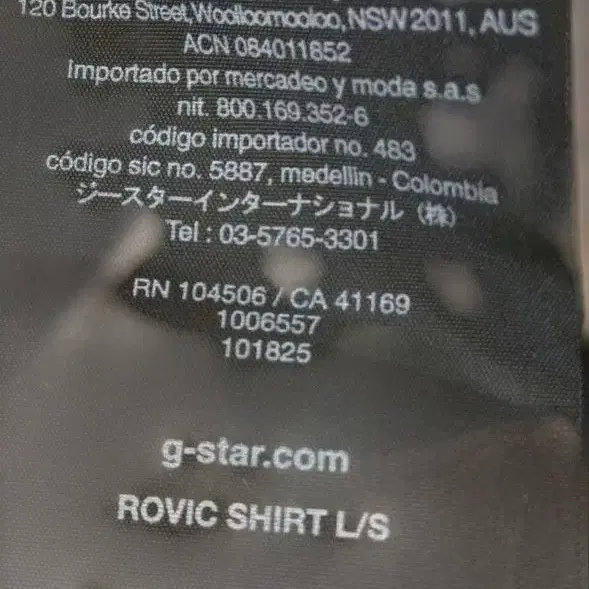 120 Bourke Street, Woolloomooloo, NSW 2011, AUS
ACN 084011852
Importado por mercadeo y moda s.a.s
nit. 800.169.352-6
código importador no. 483
código sic no. 5887, medellin - Colombia
ジースターインターナショナル（株）
Tel : 03-5765-3301
RN 104506 / CA 41169
1006557
101825
g-star.com
ROVIC SHIRT L/S